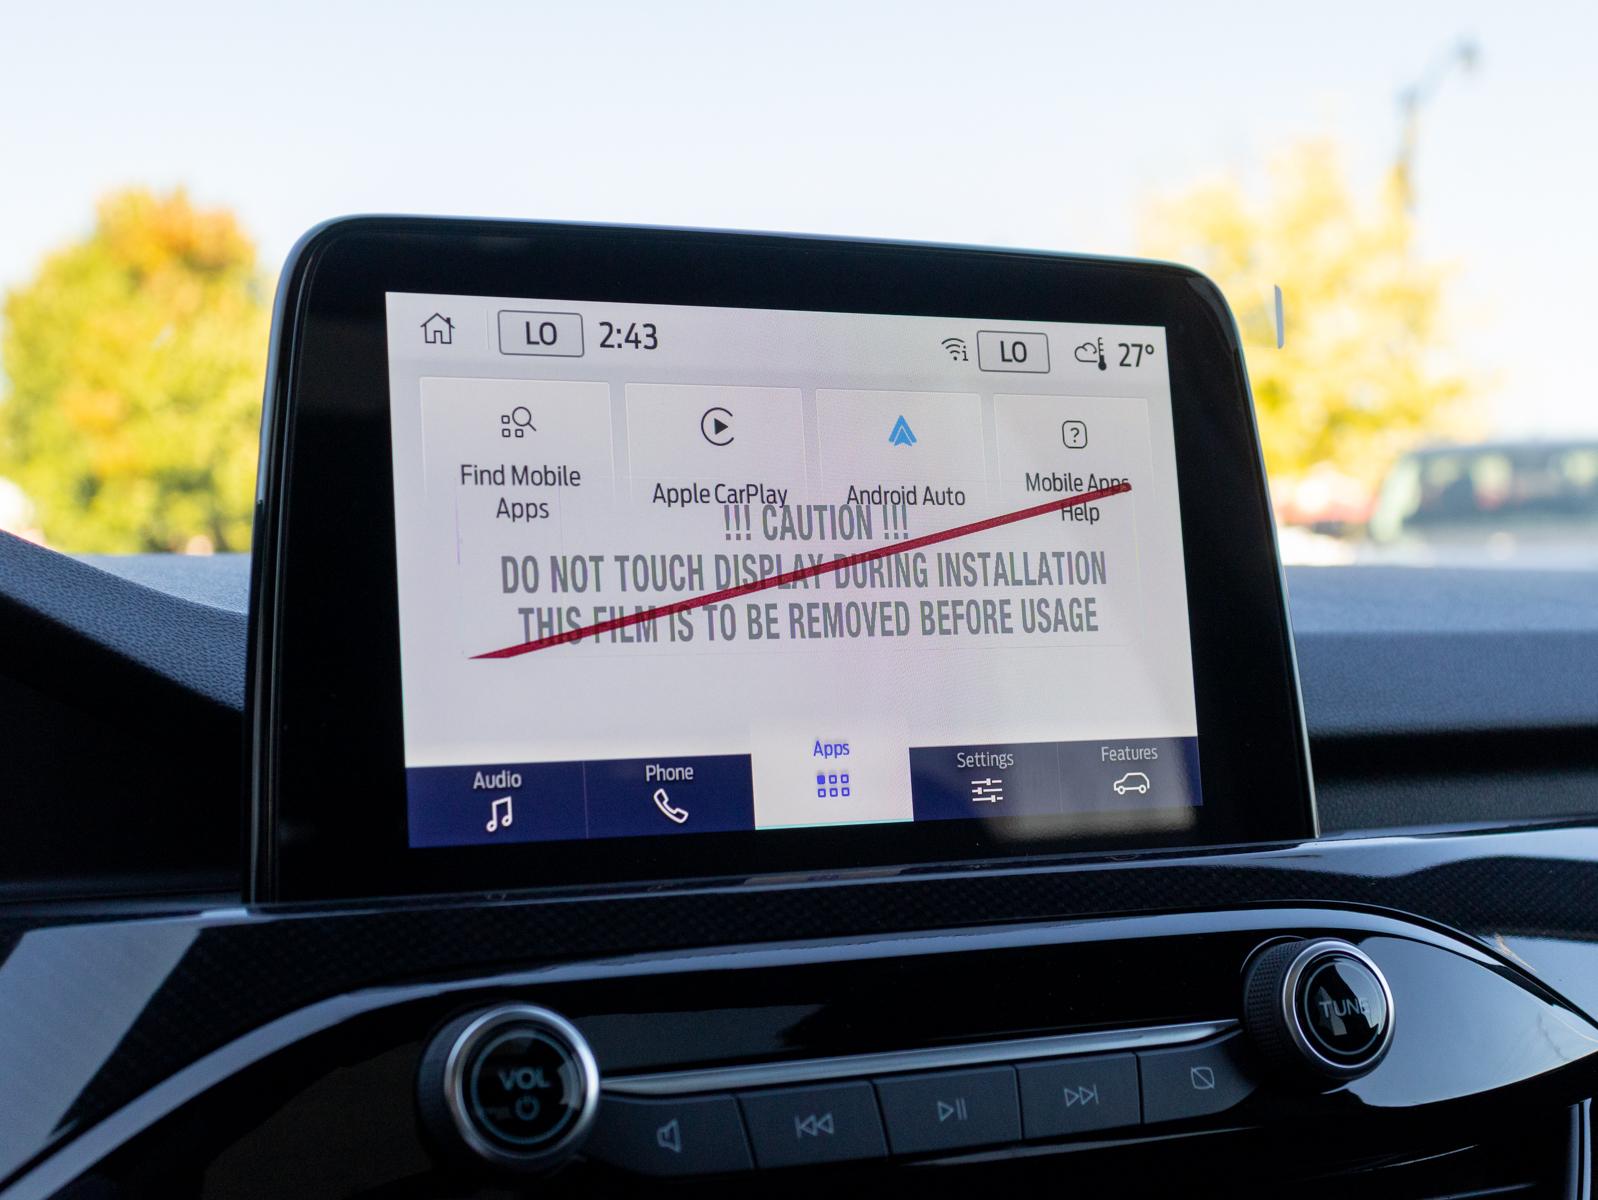 LO 2:43 LO 27°
Find Mobile
Apps
Apple CarPlay
Android Auto
Mobile Apps
Help
!!! CAUTION !!!
DO NOT TOUCH DISPLAY DURING INSTALLATION
THIS FILM IS TO BE REMOVED BEFORE USAGE
Audio
Phone
Apps
Settings
Features
VOL
TUNE